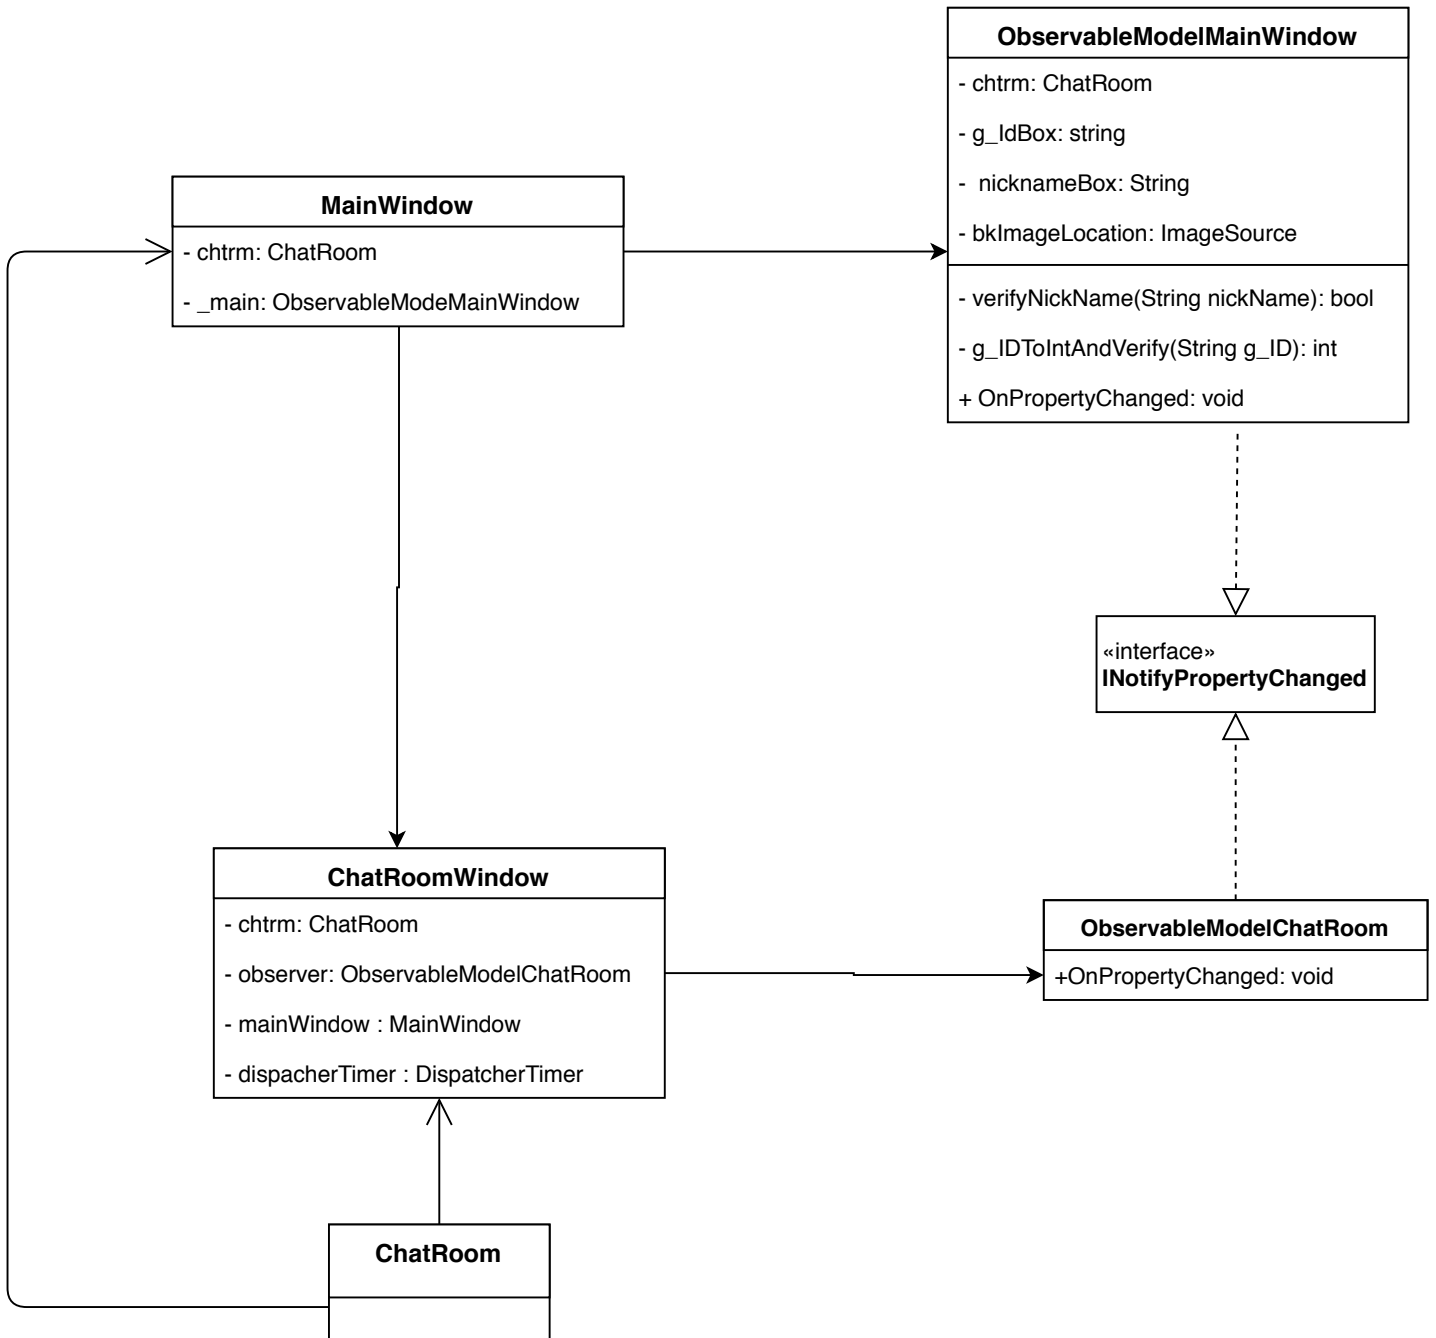 ObservableModelMainWindow
- chtrm: ChatRoom
- g_IdBox: string
- nicknameBox: String
- bkImageLocation: ImageSource
- verifyNickName(String nickName): bool
- g_IDToIntAndVerify(String g_ID): int
+ OnPropertyChanged: void
MainWindow
- chtrm: ChatRoom
- _main: ObservableModeMainWindow
«interface»
INotifyPropertyChanged
ChatRoomWindow
- chtrm: ChatRoom
- observer: ObservableModelChatRoom
- mainWindow : MainWindow
- dispacherTimer : DispatcherTimer
ObservableModelChatRoom
+OnPropertyChanged: void
ChatRoom